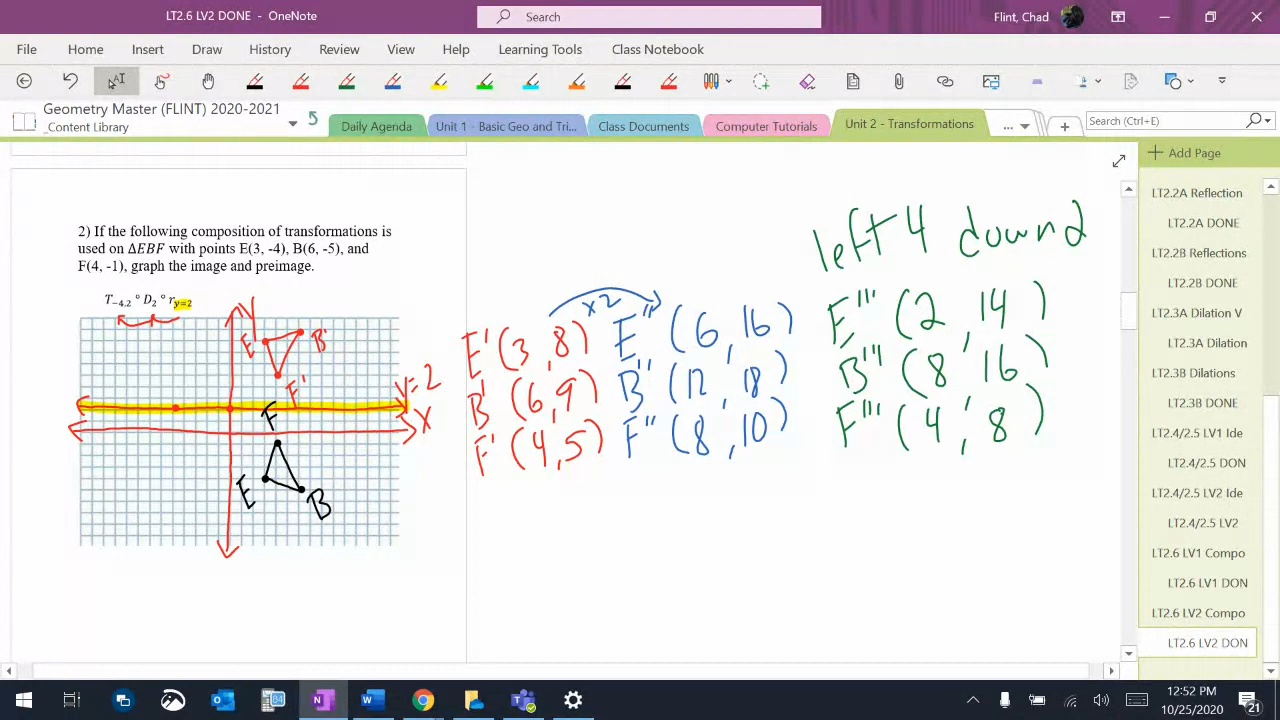 LT2.6 LV2 DONE - OneNote
Search
Flint, Chad
File Home Insert Draw History Review View Help Learning Tools Class Notebook
Geometry Master (FLINT) 2020-2021
_Content Library
Daily Agenda
Unit 1 - Basic Geo and Tri...
Class Documents
Computer Tutorials
Unit 2 - Transformations
...
Search (Ctrl+E)
Add Page
LT2.2A Reflection
LT2.2A DONE
LT2.2B Reflections
LT2.2B DONE
LT2.3A Dilation V
LT2.3A Dilation
LT2.3B Dilations
LT2.3B DONE
LT2.4/2.5 LV1 Ide
LT2.4/2.5 DON
LT2.4/2.5 LV2 Ide
LT2.4/2.5 LV2
LT2.6 LV1 Compo
LT2.6 LV1 DON
LT2.6 LV2 Compo
LT2.6 LV2 DON
2) If the following composition of transformations is
used on ΔEBF with points E(3, -4), B(6, -5), and
F(4, -1), graph the image and preimage.
T₋₄.₂ ° D₂ ° r y=2
y
E' B'
F'
y=2
x
F
E
B
E' (3,8)
B' (6,9)
F' (4,5)
x2
E'' (6,16)
B'' (12,18)
F'' (8,10)
left 4 down 2
E''' (2,14)
B''' (8,16)
F''' (4,8)
12:52 PM
10/25/2020
21